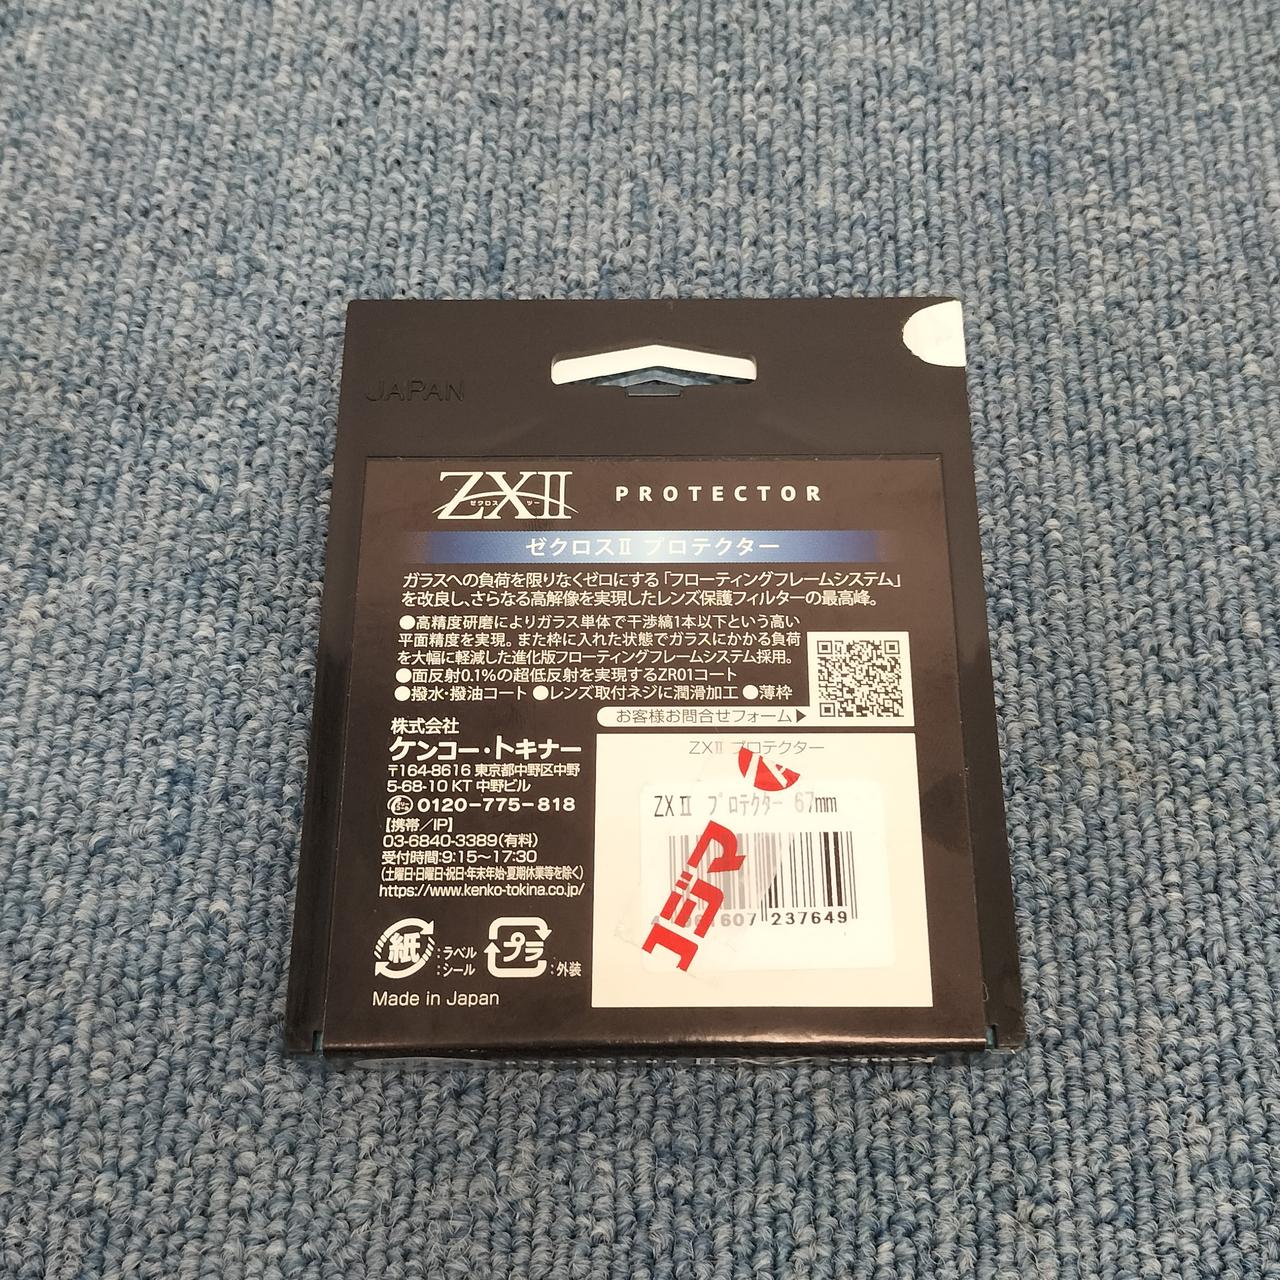 JAPAN
ZXII PROTECTOR
ゼクロス ツー
ゼクロスⅡ プロテクター
ガラスへの負荷を限りなくゼロにする「フローティングフレームシステム」
を改良し、さらなる高解像を実現したレンズ保護フィルターの最高峰。
●高精度研磨によりガラス単体で干渉縞1本以下という高い
平面精度を実現。また枠に入れた状態でガラスにかかる負荷
を大幅に軽減した進化版フローティングフレームシステム採用。
●面反射0.1%の超低反射を実現するZR01コート
●撥水・撥油コート ●レンズ取付ネジに潤滑加工 ●薄枠
お客様お問合せフォーム▶
株式会社
ケンコー・トキナー
〒164-8616 東京都中野区中野
5-68-10 KT 中野ビル
0120-775-818
【携帯/IP】
03-6840-3389(有料)
受付時間:9:15〜17:30
(土曜日・日曜日・祝日・年末年始・夏期休業等を除く)
https://www.kenko-tokina.co.jp/
紙 :ラベル
:シール
プラ :外装
Made in Japan
ZXⅡ プロテクター
ZXⅡ プロテクター 67mm
コジマ
607 237649